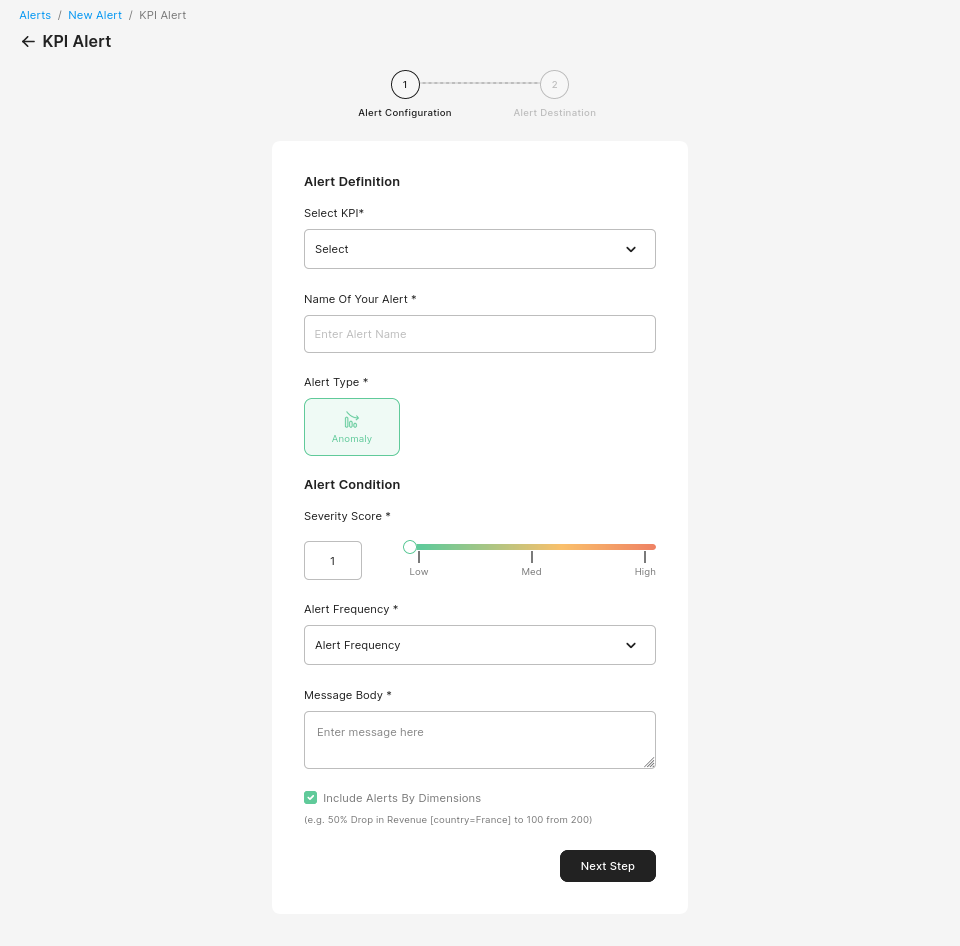 Alerts / New Alert / KPI Alert
KPI Alert
1 2
Alert Configuration Alert Destination
Alert Definition
Select KPI*
Select
Name Of Your Alert *
Enter Alert Name
Alert Type *
Anomaly
Alert Condition
Severity Score *
1
Low Med High
Alert Frequency *
Alert Frequency
Message Body *
Enter message here
Include Alerts By Dimensions
(e.g. 50% Drop in Revenue [country=France] to 100 from 200)
Next Step